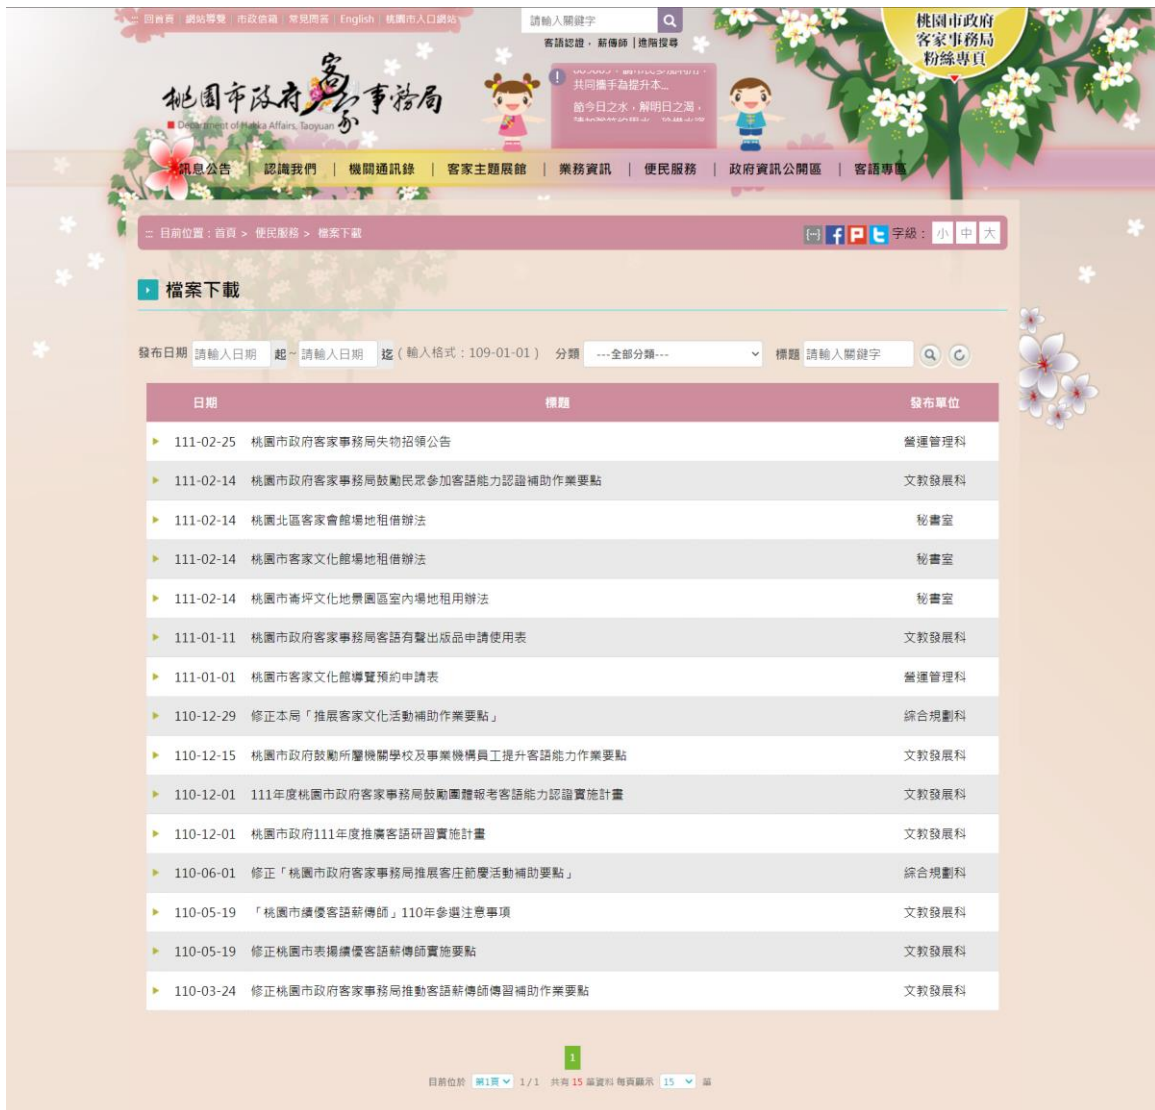 ::: 回首頁 | 網站導覽 | 市政信箱 | 常見問答 | English | 桃園市人口網站
請輸入關鍵字
客語認證 · 薪傳師 | 進階搜尋
桃園市政府
客家事務局
粉絲專頁
桃園市政府客家事務局
Department of Hakka Affairs, Taoyuan
共同攜手為提升本…
節今日之水，解明日之渴，
訊息公告 | 認識我們 | 機關通訊錄 | 客家主題展館 | 業務資訊 | 便民服務 | 政府資訊公開區 | 客語專區
::: 目前位置：首頁 > 便民服務 > 檔案下載
字級： 小 中 大
檔案下載
發布日期 請輸入日期 起 ~ 請輸入日期 迄 ( 輸入格式：109-01-01 ) 分類 ---全部分類--- 標題 請輸入關鍵字
日期 標題 發布單位
111-02-25 桃園市政府客家事務局失物招領公告 營運管理科
111-02-14 桃園市政府客家事務局鼓勵民眾參加客語能力認證補助作業要點 文教發展科
111-02-14 桃園北區客家會館場地租借辦法 秘書室
111-02-14 桃園市客家文化館場地租借辦法 秘書室
111-02-14 桃園市崙坪文化地景園區室內場地租用辦法 秘書室
111-01-11 桃園市政府客家事務局客語有聲出版品申請使用表 文教發展科
111-01-01 桃園市客家文化館導覽預約申請表 營運管理科
110-12-29 修正本局「推展客家文化活動補助作業要點」 綜合規劃科
110-12-15 桃園市政府鼓勵所屬機關學校及事業機構員工提升客語能力作業要點 文教發展科
110-12-01 111年度桃園市政府客家事務局鼓勵團體報考客語能力認證實施計畫 文教發展科
110-12-01 桃園市政府111年度推廣客語研習實施計畫 文教發展科
110-06-01 修正「桃園市政府客家事務局推展客庄節慶活動補助要點」 綜合規劃科
110-05-19 「桃園市績優客語薪傳師」110年參選注意事項 文教發展科
110-05-19 修正桃園市表揚績優客語薪傳師實施要點 文教發展科
110-03-24 修正桃園市政府客家事務局推動客語薪傳師傳習補助作業要點 文教發展科
1
目前位於 第1頁 1 / 1 共有 15 筆資料 每頁顯示 15 筆